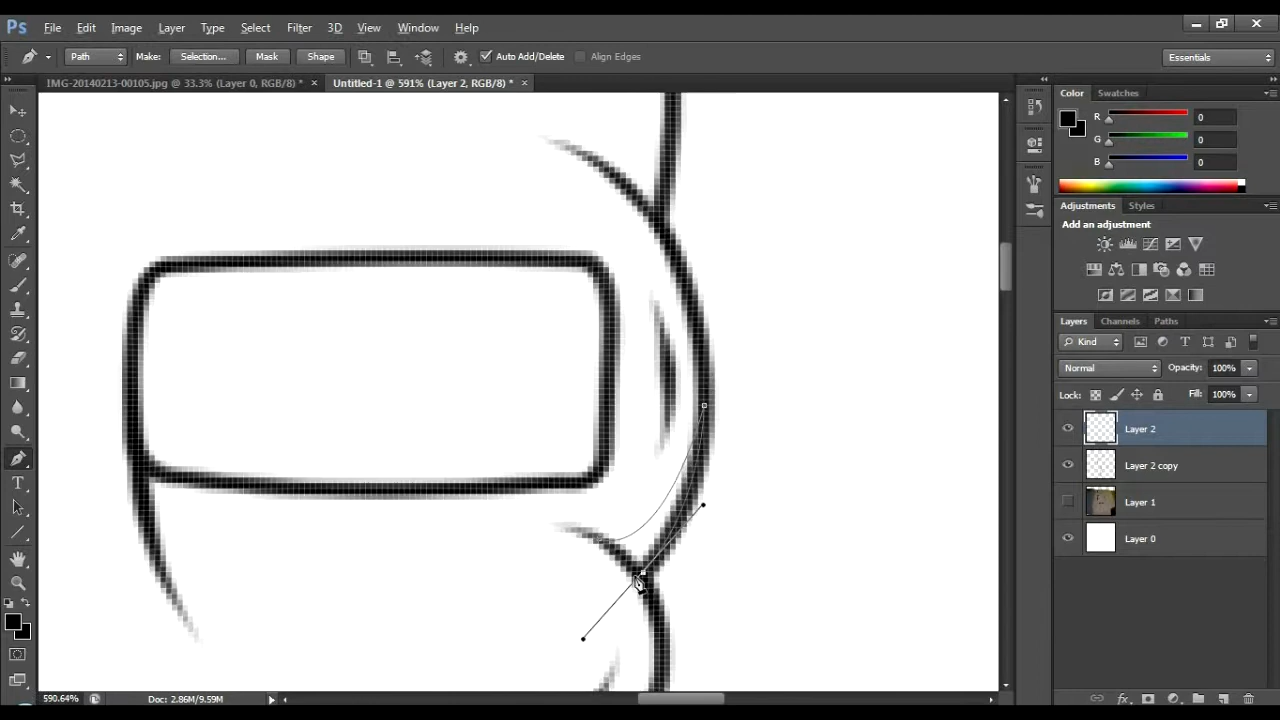 Ps File Edit Image Layer Type Select Filter 3D View Window Help
Path Make: Selection... Mask Shape Auto Add/Delete Align Edges Essentials
IMG-20140213-00105.jpg @ 33.3% (Layer 0, RGB/8) * × Untitled-1 @ 591% (Layer 2, RGB/8) * ×
Color Swatches
R 0
G 0
B 0
Adjustments Styles
Add an adjustment
Layers Channels Paths
Kind
Normal Opacity: 100%
Lock: Fill: 100%
Layer 2
Layer 2 copy
Layer 1
Layer 0
590.64% Doc: 2.86M/9.59M